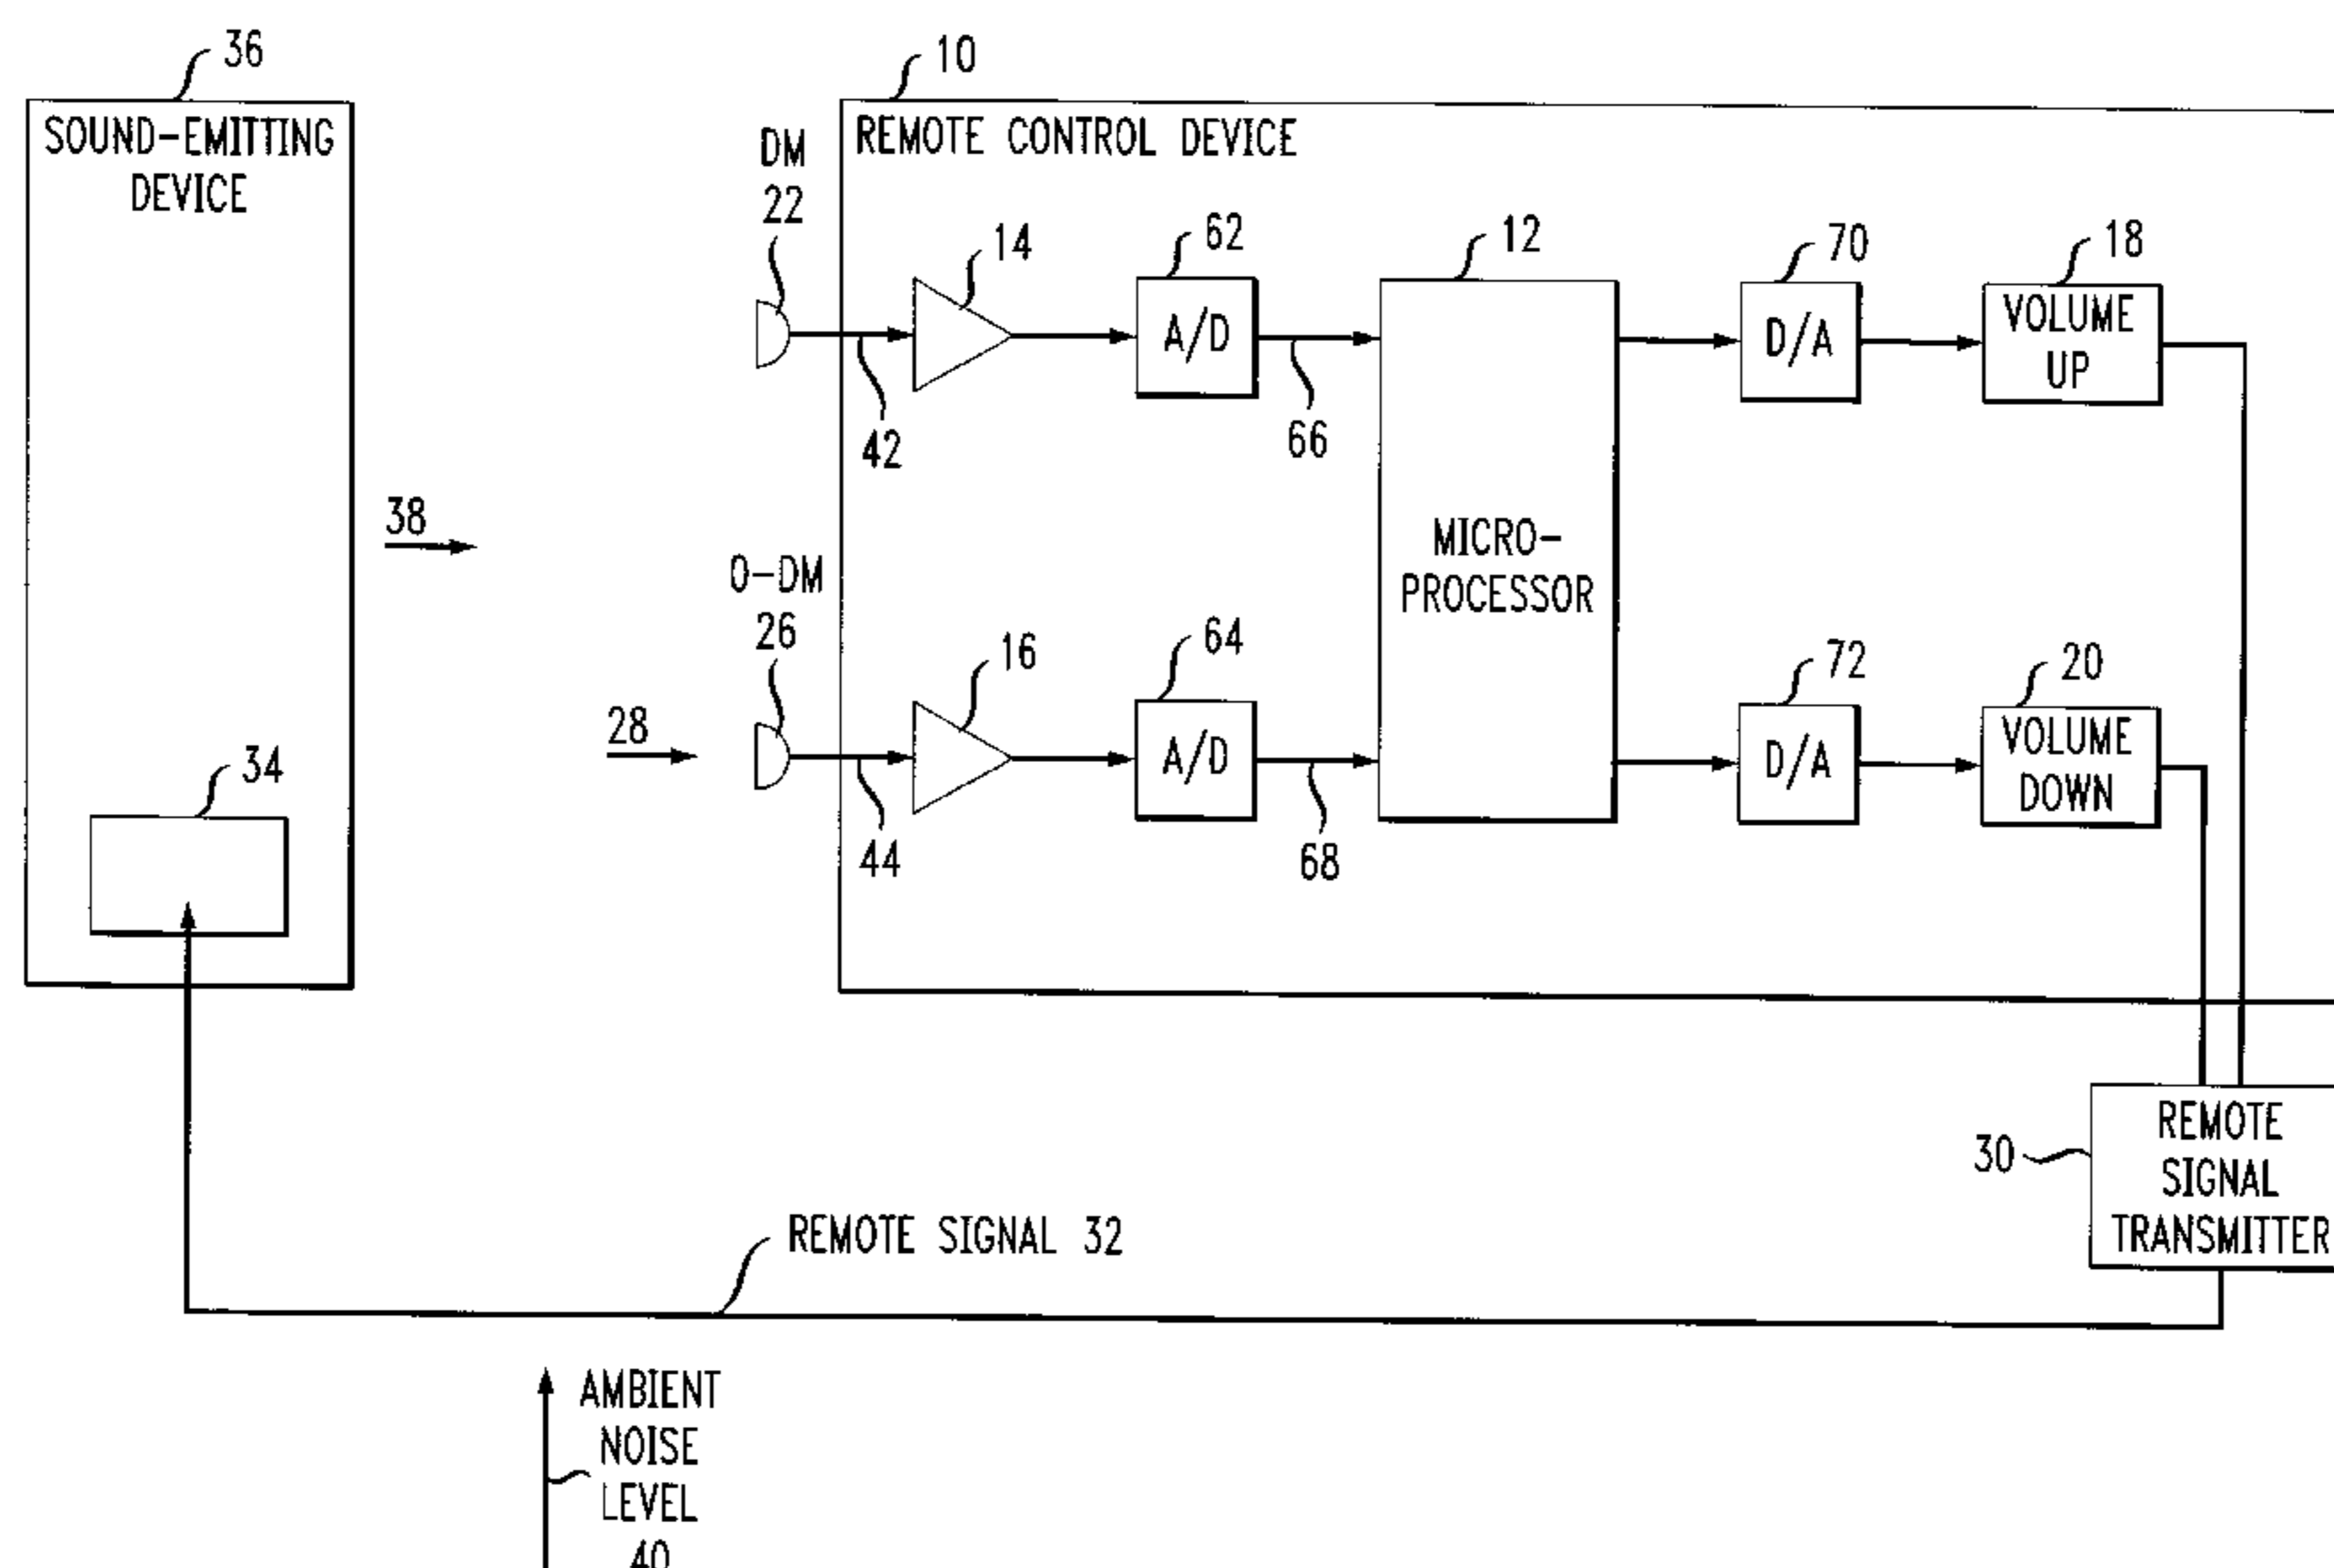 36
SOUND-EMITTING
DEVICE
10
REMOTE CONTROL DEVICE
DM
22
14
62
12
70
18
A/D
D/A
VOLUME
UP
42
66
38
MICRO-
PROCESSOR
O-DM
26
16
64
72
20
28
A/D
D/A
VOLUME
DOWN
34
44
68
30
REMOTE
SIGNAL
TRANSMITTER
REMOTE SIGNAL 32
AMBIENT
NOISE
LEVEL
40